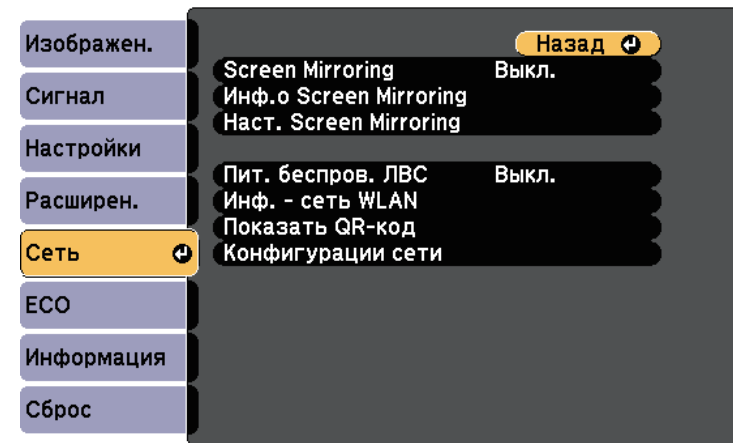 Изображен.
Сигнал
Настройки
Расширен.
Сеть
ECO
Информация
Сброс
Назад
Screen Mirroring Выкл.
Инф.о Screen Mirroring
Наст. Screen Mirroring
Пит. беспров. ЛВС Выкл.
Инф. - сеть WLAN
Показать QR-код
Конфигурации сети